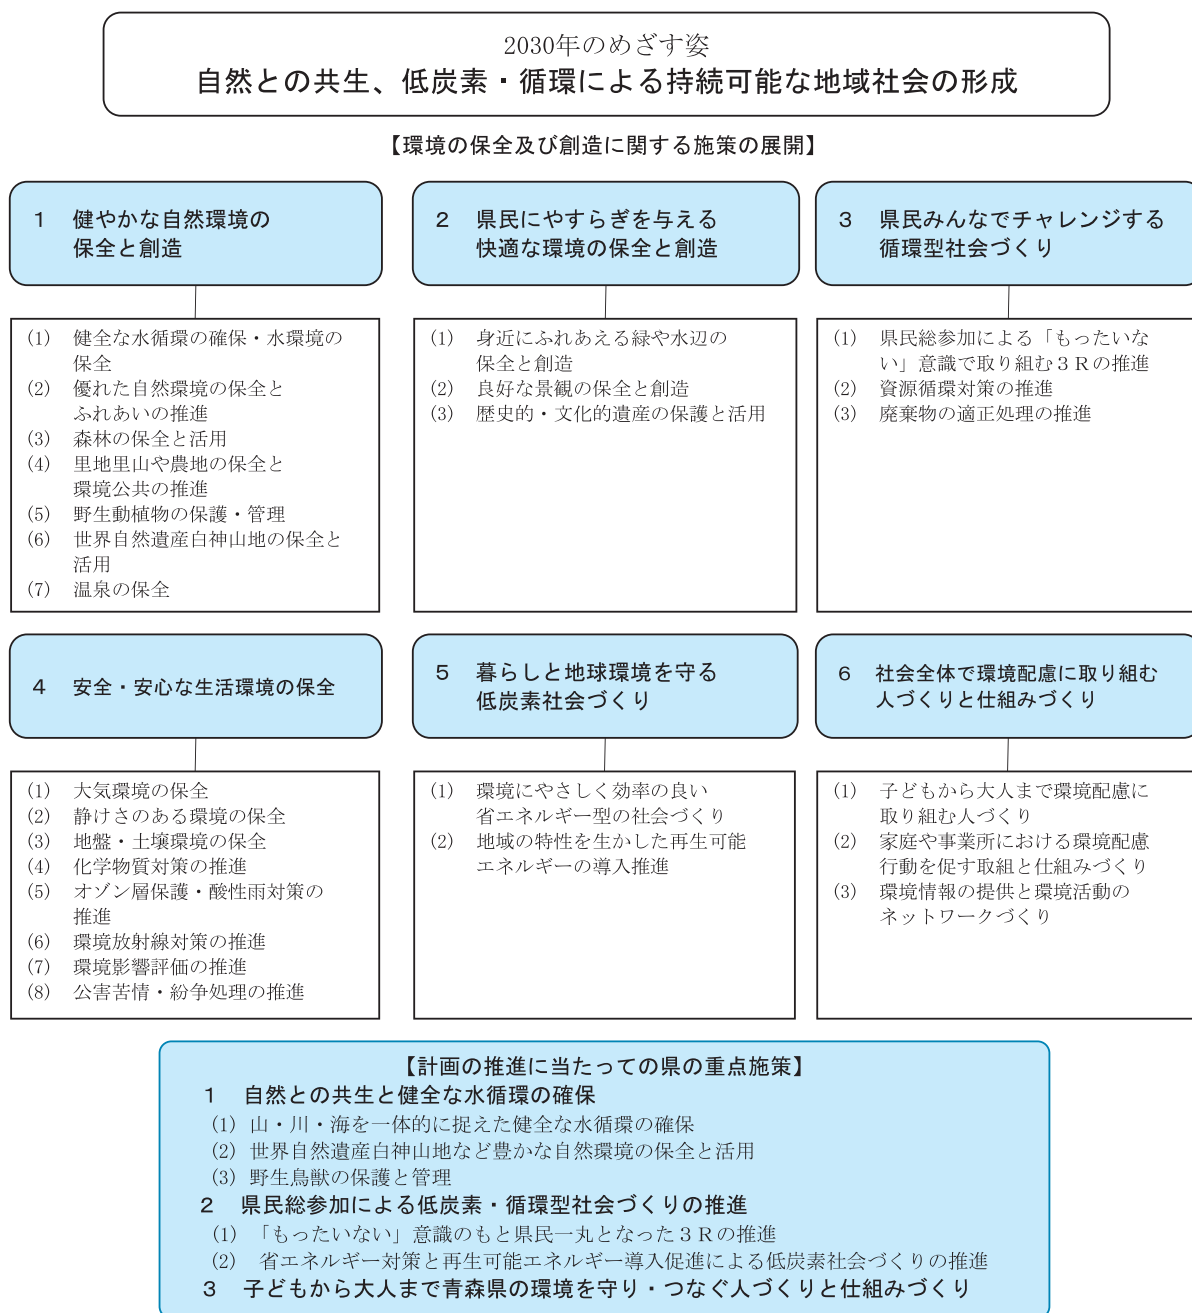 2030年のめざす姿
自然との共生、低炭素・循環による持続可能な地域社会の形成
【環境の保全及び創造に関する施策の展開】
1 健やかな自然環境の
保全と創造
(1) 健全な水循環の確保・水環境の
保全
(2) 優れた自然環境の保全と
ふれあいの推進
(3) 森林の保全と活用
(4) 里地里山や農地の保全と
環境公共の推進
(5) 野生動植物の保護・管理
(6) 世界自然遺産白神山地の保全と
活用
(7) 温泉の保全
2 県民にやすらぎを与える
快適な環境の保全と創造
(1) 身近にふれあえる緑や水辺の
保全と創造
(2) 良好な景観の保全と創造
(3) 歴史的・文化的遺産の保護と活用
3 県民みんなでチャレンジする
循環型社会づくり
(1) 県民総参加による「もったいな
い」意識で取り組む3Rの推進
(2) 資源循環対策の推進
(3) 廃棄物の適正処理の推進
4 安全・安心な生活環境の保全
(1) 大気環境の保全
(2) 静けさのある環境の保全
(3) 地盤・土壌環境の保全
(4) 化学物質対策の推進
(5) オゾン層保護・酸性雨対策の
推進
(6) 環境放射線対策の推進
(7) 環境影響評価の推進
(8) 公害苦情・紛争処理の推進
5 暮らしと地球環境を守る
低炭素社会づくり
(1) 環境にやさしく効率の良い
省エネルギー型の社会づくり
(2) 地域の特性を生かした再生可能
エネルギーの導入推進
6 社会全体で環境配慮に取り組む
人づくりと仕組みづくり
(1) 子どもから大人まで環境配慮に
取り組む人づくり
(2) 家庭や事業所における環境配慮
行動を促す取組と仕組みづくり
(3) 環境情報の提供と環境活動の
ネットワークづくり
【計画の推進に当たっての県の重点施策】
1 自然との共生と健全な水循環の確保
(1) 山・川・海を一体的に捉えた健全な水循環の確保
(2) 世界自然遺産白神山地など豊かな自然環境の保全と活用
(3) 野生鳥獣の保護と管理
2 県民総参加による低炭素・循環型社会づくりの推進
(1) 「もったいない」意識のもと県民一丸となった3Rの推進
(2) 省エネルギー対策と再生可能エネルギー導入促進による低炭素社会づくりの推進
3 子どもから大人まで青森県の環境を守り・つなぐ人づくりと仕組みづくり